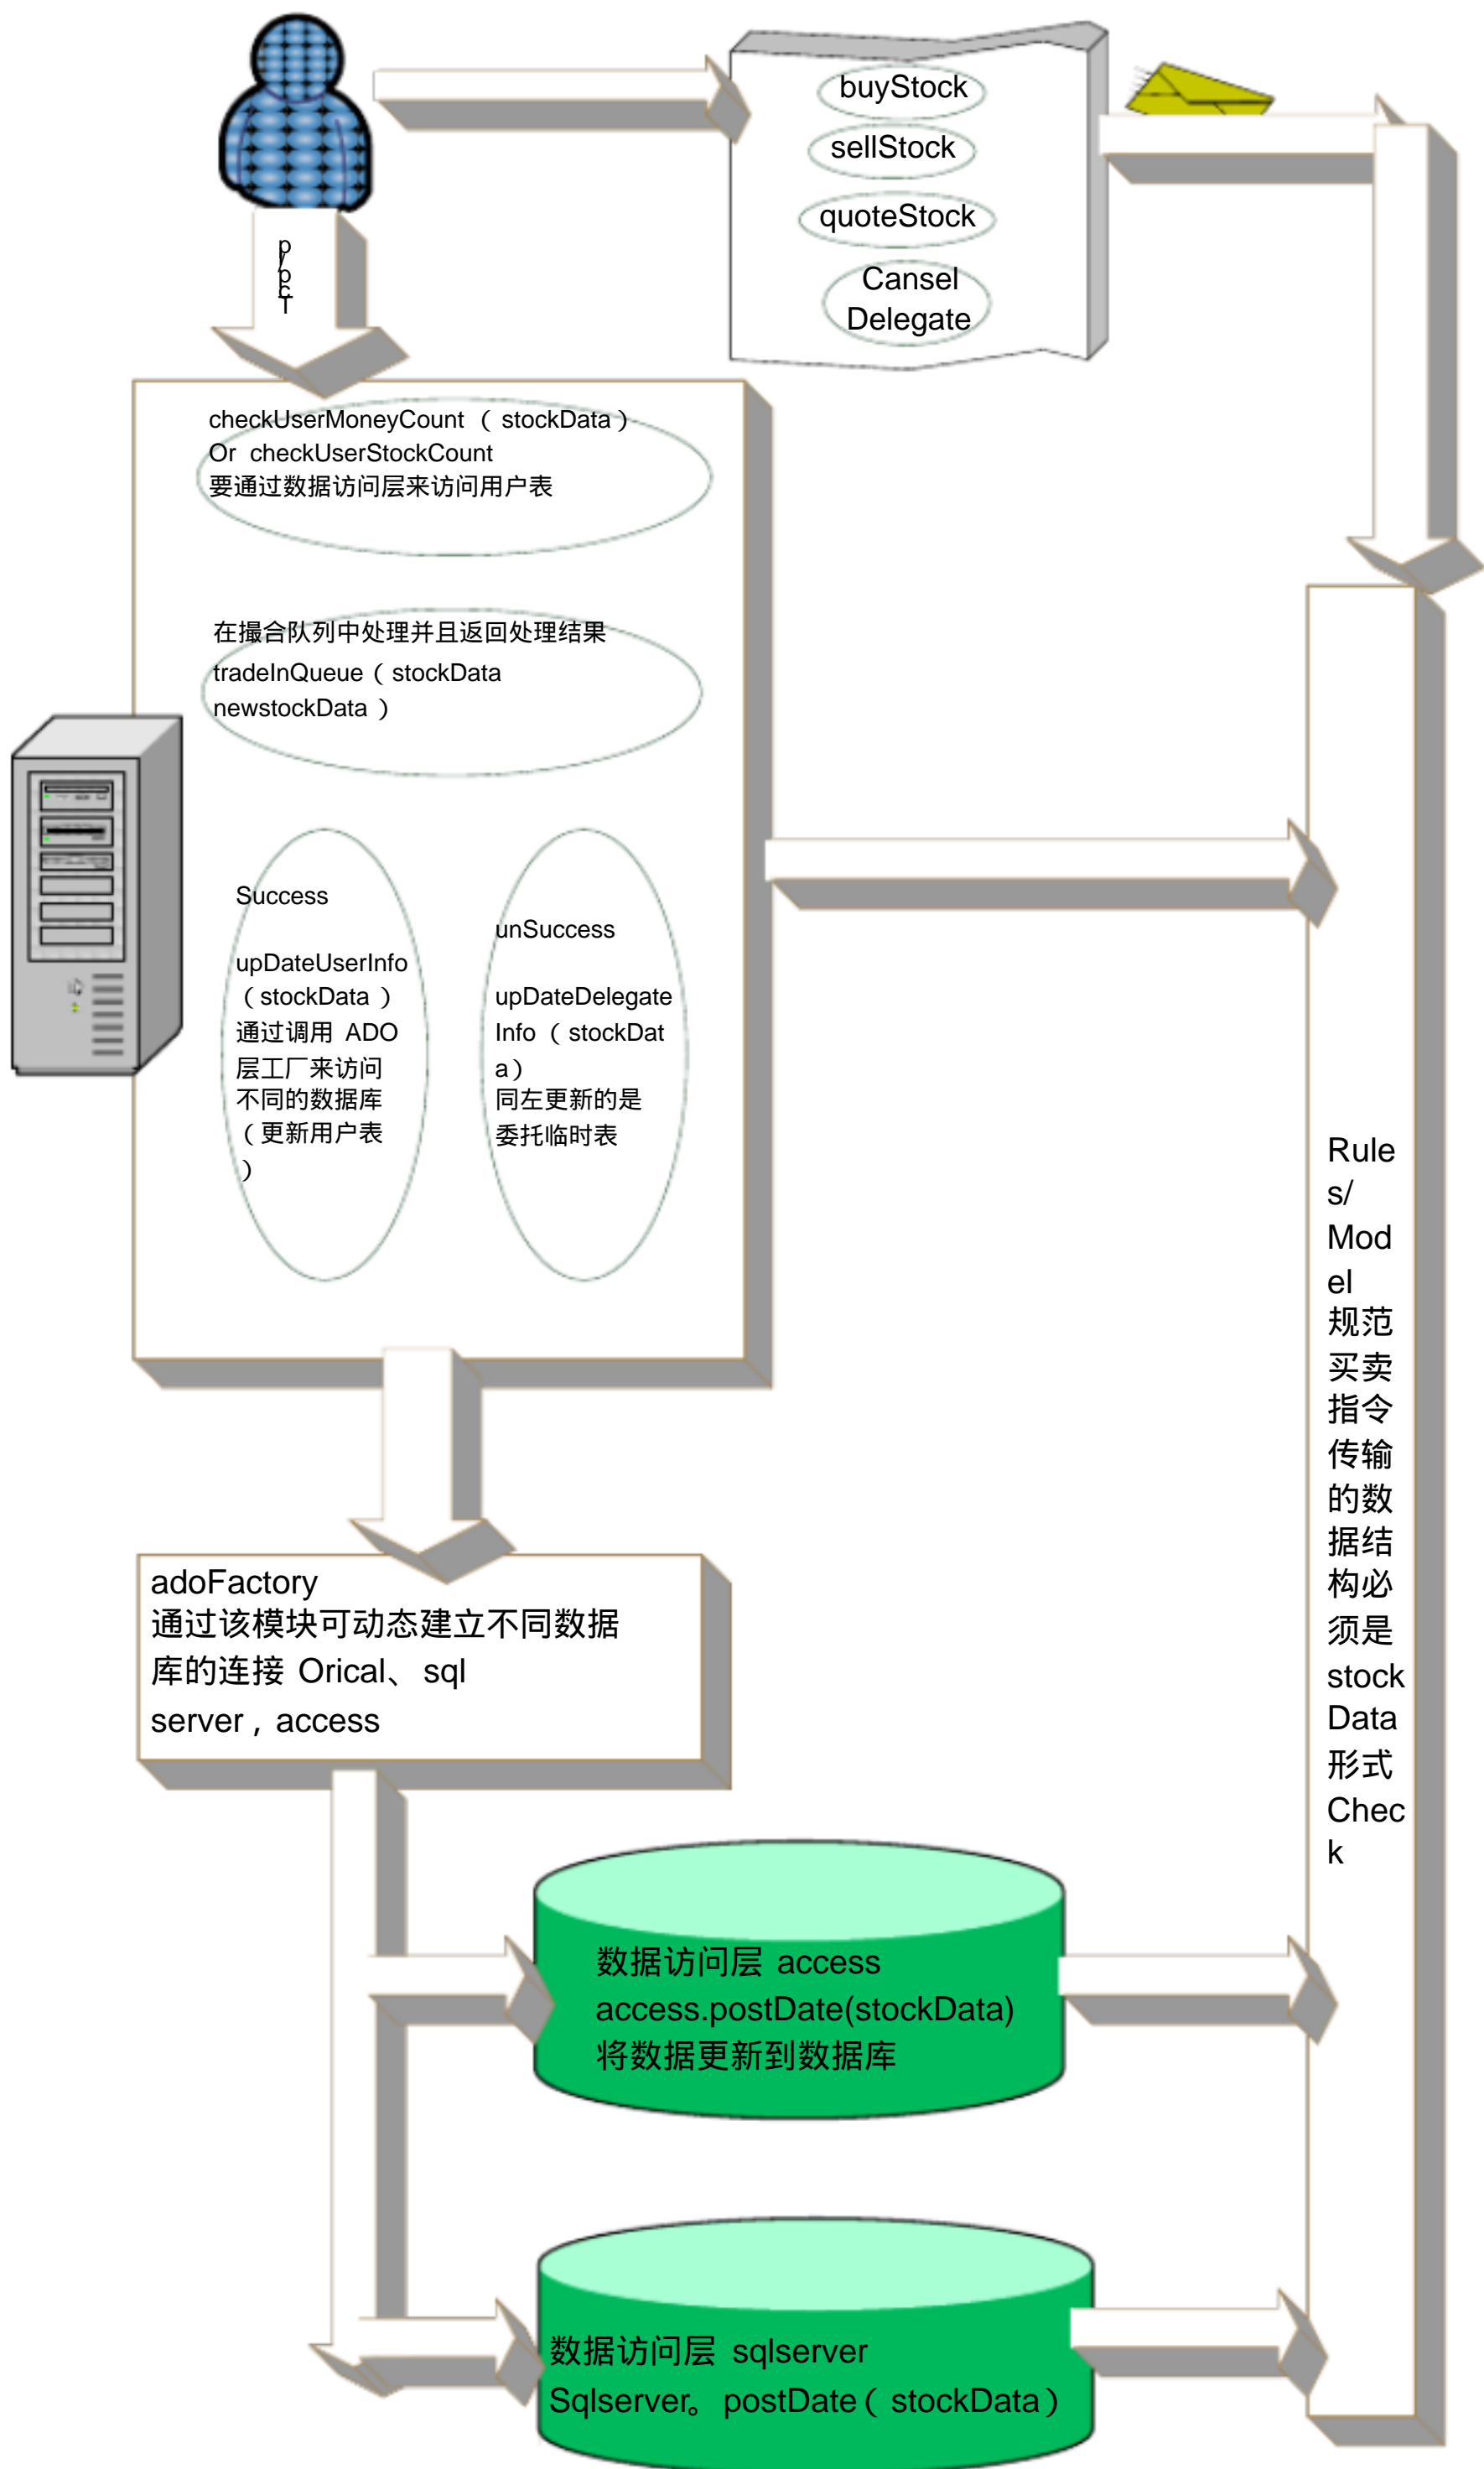 buyStock
sellStock
quoteStock
Cansel
Delegate
Tcp/p
checkUserMoneyCount （ stockData ）
Or checkUserStockCount
要通过数据访问层来访问用户表
在撮合队列中处理并且返回处理结果
tradeInQueue （ stockData
newstockData ）
Success
upDateUserInfo
（ stockData ）
通过调用 ADO
层工厂来访问
不同的数据库
（ 更新用户表
）
unSuccess
upDateDelegate
Info （ stockDat
a）
同左更新的是
委托临时表
Rule
s/
Mod
el
规范
买卖
指令
传输
的数
据结
构必
须是
stock
Data
形式
Chec
k
adoFactory
通过该模块可动态建立不同数据
库的连接 Orical、 sql
server , access
数据访问层 access
access.postDate(stockData)
将数据更新到数据库
数据访问层 sqlserver
Sqlserver。 postDate （ stockData ）